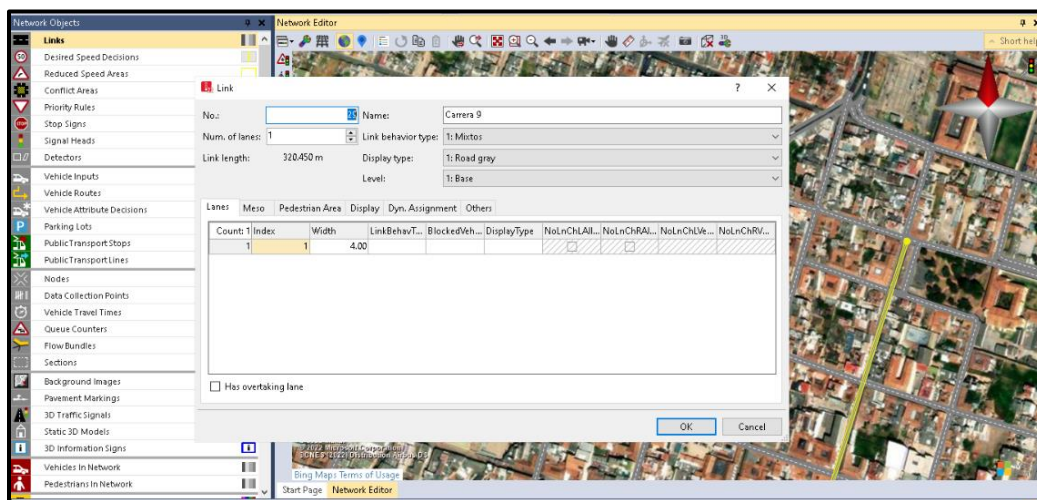 Network Objects
Links
Desired Speed Decisions
Reduced Speed Areas
Conflict Areas
Priority Rules
Stop Signs
Signal Heads
Detectors
Vehicle Inputs
Vehicle Routes
Vehicle Attribute Decisions
Parking Lots
Public Transport Stops
Public Transport Lines
Nodes
Data Collection Points
Vehicle Travel Times
Queue Counters
Flow Bundles
Sections
Background Images
Pavement Markings
3D Traffic Signals
Static 3D Models
3D Information Signs
Vehicles In Network
Pedestrians In Network
Network Editor
Short help
Link
No.: 25 Name: Carrera 9
Num. of lanes: 1 Link behavior type: 1: Mixtos
Link length: 320.450 m Display type: 1: Road gray
Level: 1: Base
Lanes Meso Pedestrian Area Display Dyn. Assignment Others
Count: 1 Index Width LinkBehavT... BlockedVeh... DisplayType NoLnChLAll... NoLnChRAl... NoLnChLVe... NoLnChRV...
1 1 4.00
Has overtaking lane
OK Cancel
© 2022 Microsoft Corporation
Bing Maps Terms of Usage
Start Page Network Editor